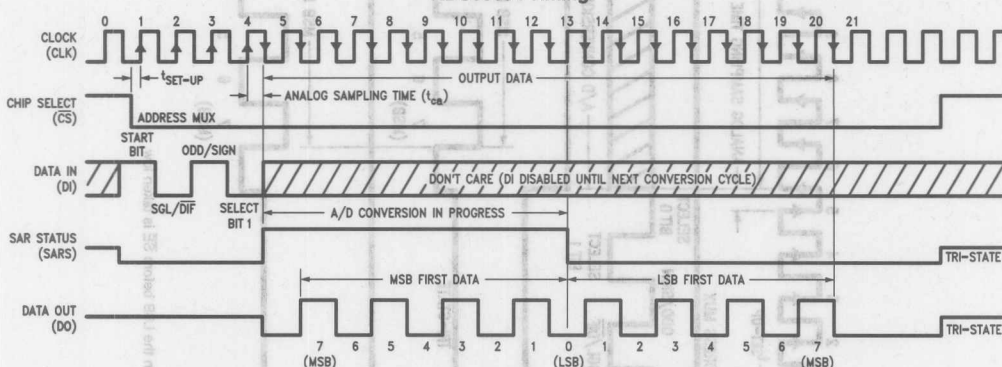 0 1 2 3 4 5 6 7 8 9 10 11 12 13 14 15 16 17 18 19 20 21
CLOCK
(CLK)
tSET-UP
OUTPUT DATA
ANALOG SAMPLING TIME (tca)
CHIP SELECT
(CS)
ADDRESS MUX
START
BIT
ODD/SIGN
DATA IN
(DI)
DON'T CARE (DI DISABLED UNTIL NEXT CONVERSION CYCLE)
SGL/DIF
SELECT
BIT 1
A/D CONVERSION IN PROGRESS
SAR STATUS
(SARS)
TRI-STATE
MSB FIRST DATA
LSB FIRST DATA
DATA OUT
(DO)
TRI-STATE
7 6 5 4 3 2 1 0 1 2 3 4 5 6 7
(MSB) (LSB) (MSB)